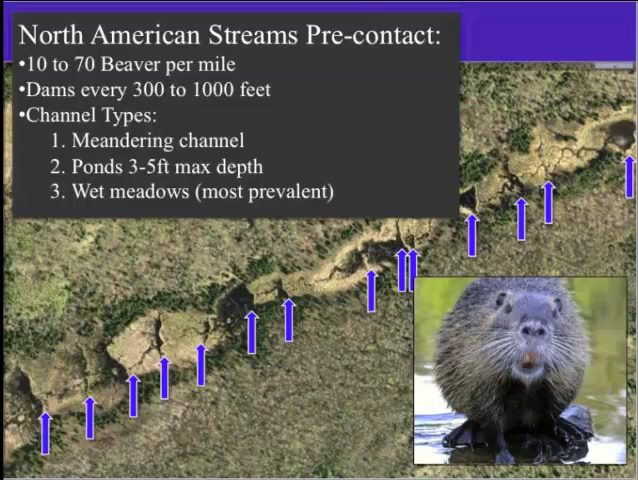 North American Streams Pre-contact:
•10 to 70 Beaver per mile
•Dams every 300 to 1000 feet
•Channel Types:
1. Meandering channel
2. Ponds 3-5ft max depth
3. Wet meadows (most prevalent)